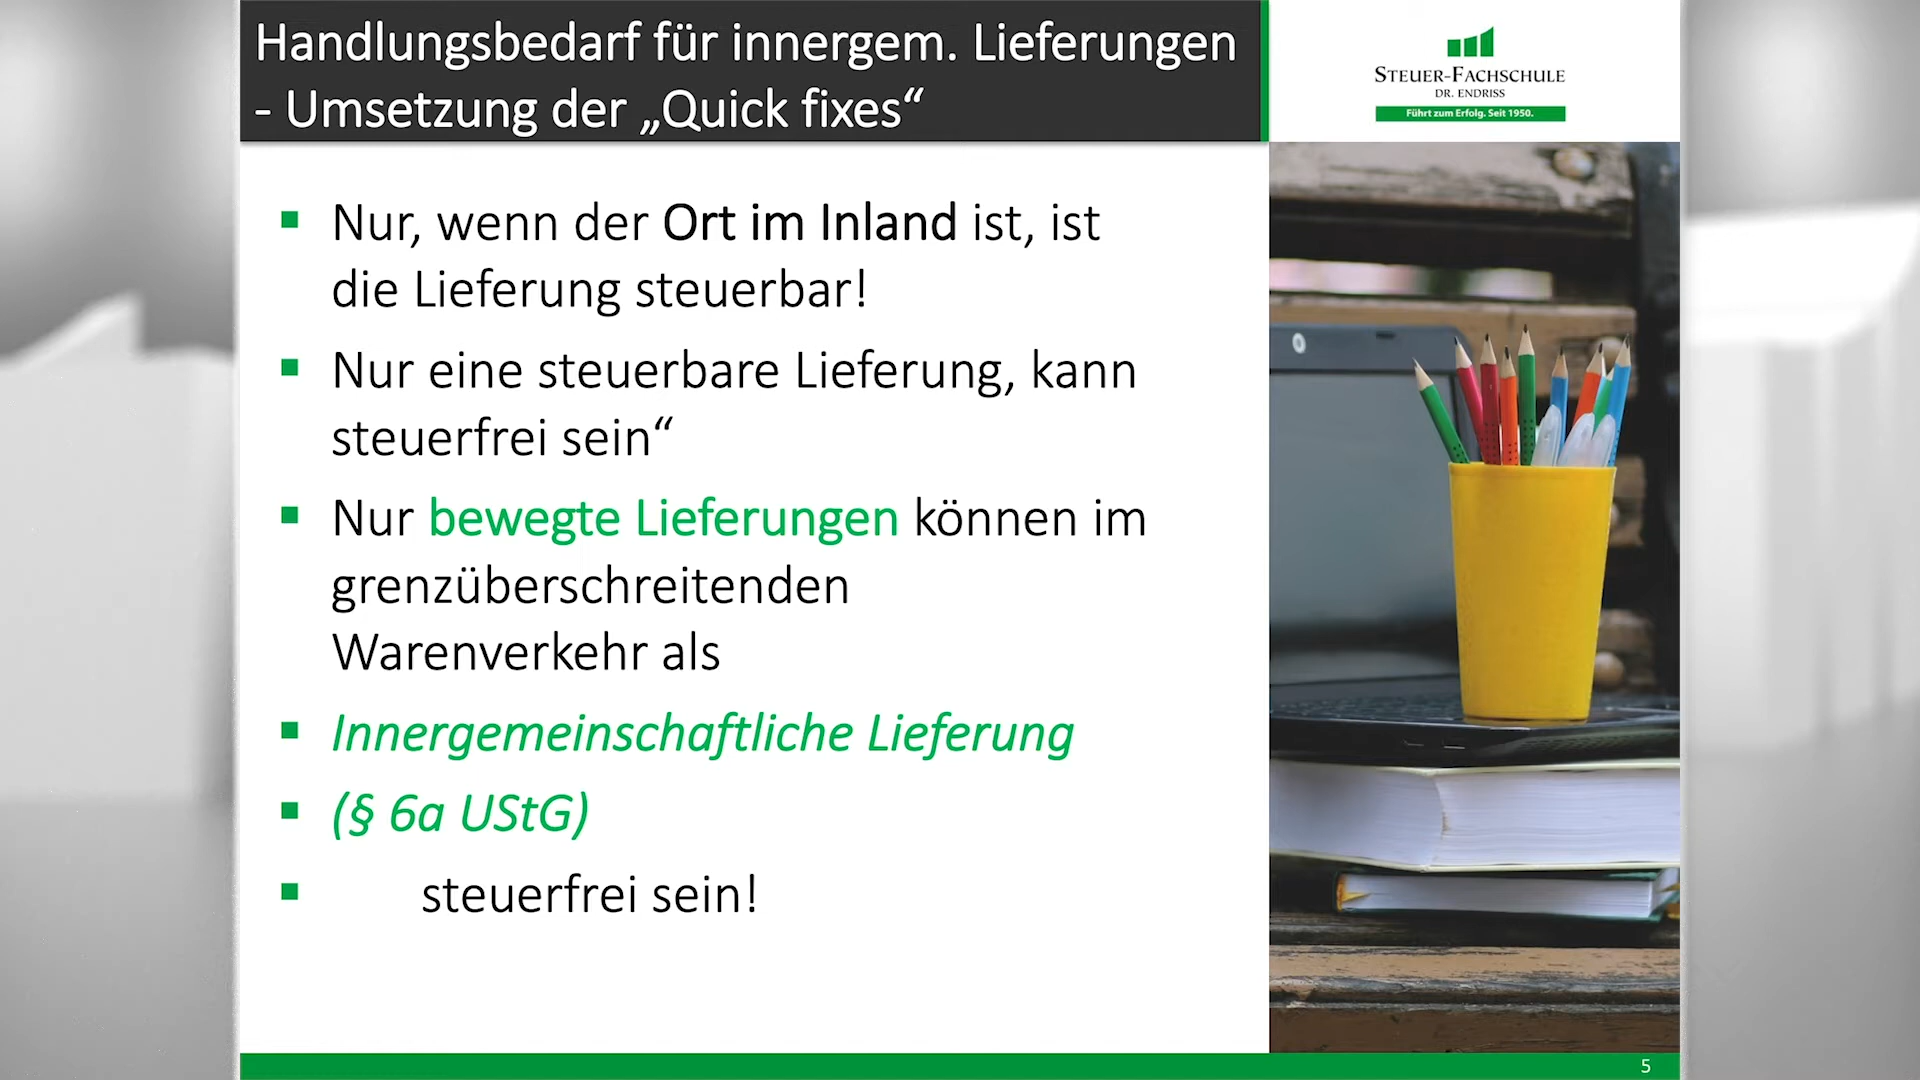 Handlungsbedarf für innergem. Lieferungen
- Umsetzung der „Quick fixes“
STEUER-FACHSCHULE
DR. ENDRISS
Führt zum Erfolg. Seit 1950.
▪ Nur, wenn der Ort im Inland ist, ist
die Lieferung steuerbar!
▪ Nur eine steuerbare Lieferung, kann
steuerfrei sein“
▪ Nur bewegte Lieferungen können im
grenzüberschreitenden
Warenverkehr als
▪ Innergemeinschaftliche Lieferung
▪ (§ 6a UStG)
▪ steuerfrei sein!
5